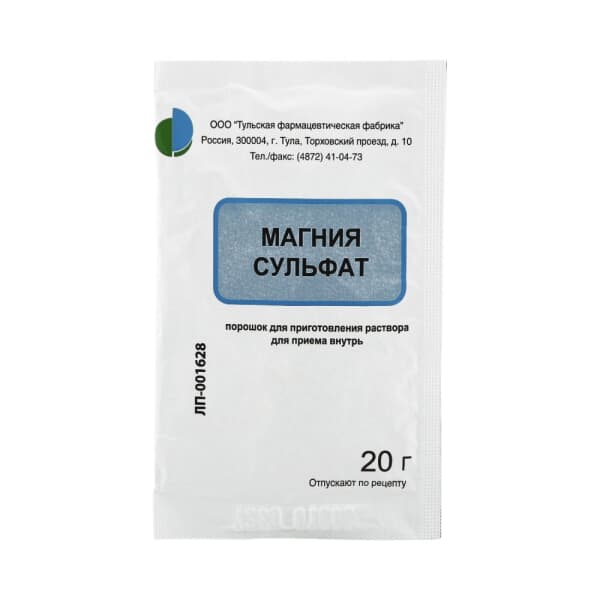 ООО "Тульская фармацевтическая фабрика"
Россия, 300004, г. Тула, Торховский проезд, д. 10
Тел./факс: (4872) 41-04-73
МАГНИЯ
СУЛЬФАТ
порошок для приготовления раствора
для приема внутрь
ЛП-001628
20 г
Отпускают по рецепту